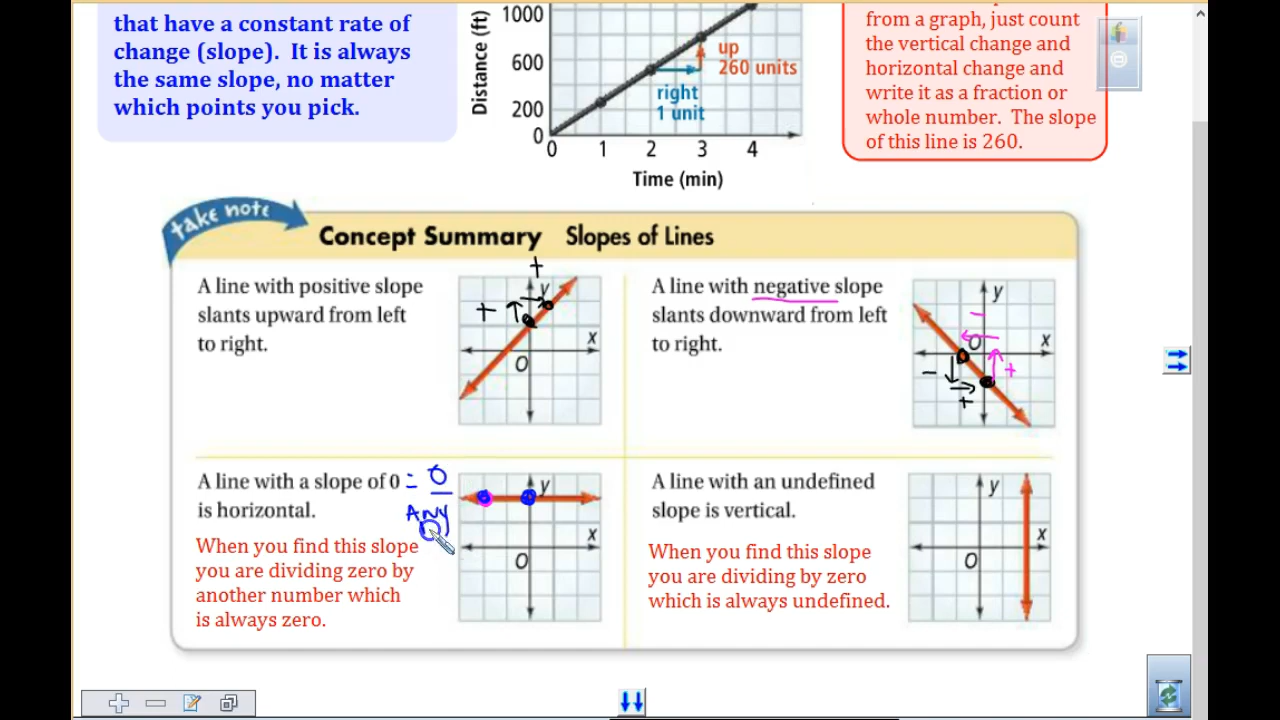 that have a constant rate of
change (slope). It is always
the same slope, no matter
which points you pick.
Distance (ft)
1000
600
200
0
0 1 2 3 4
Time (min)
up
260 units
right
1 unit
from a graph, just count
the vertical change and
horizontal change and
write it as a fraction or
whole number. The slope
of this line is 260.
take note
Concept Summary Slopes of Lines
A line with positive slope
slants upward from left
to right.
+
+
y
x
O
A line with negative slope
slants downward from left
to right.
y
x
O
-
+
-
+
A line with a slope of 0 = 0
ANY
is horizontal.
When you find this slope
you are dividing zero by
another number which
is always zero.
y
x
O
A line with an undefined
slope is vertical.
When you find this slope
you are dividing by zero
which is always undefined.
y
x
O